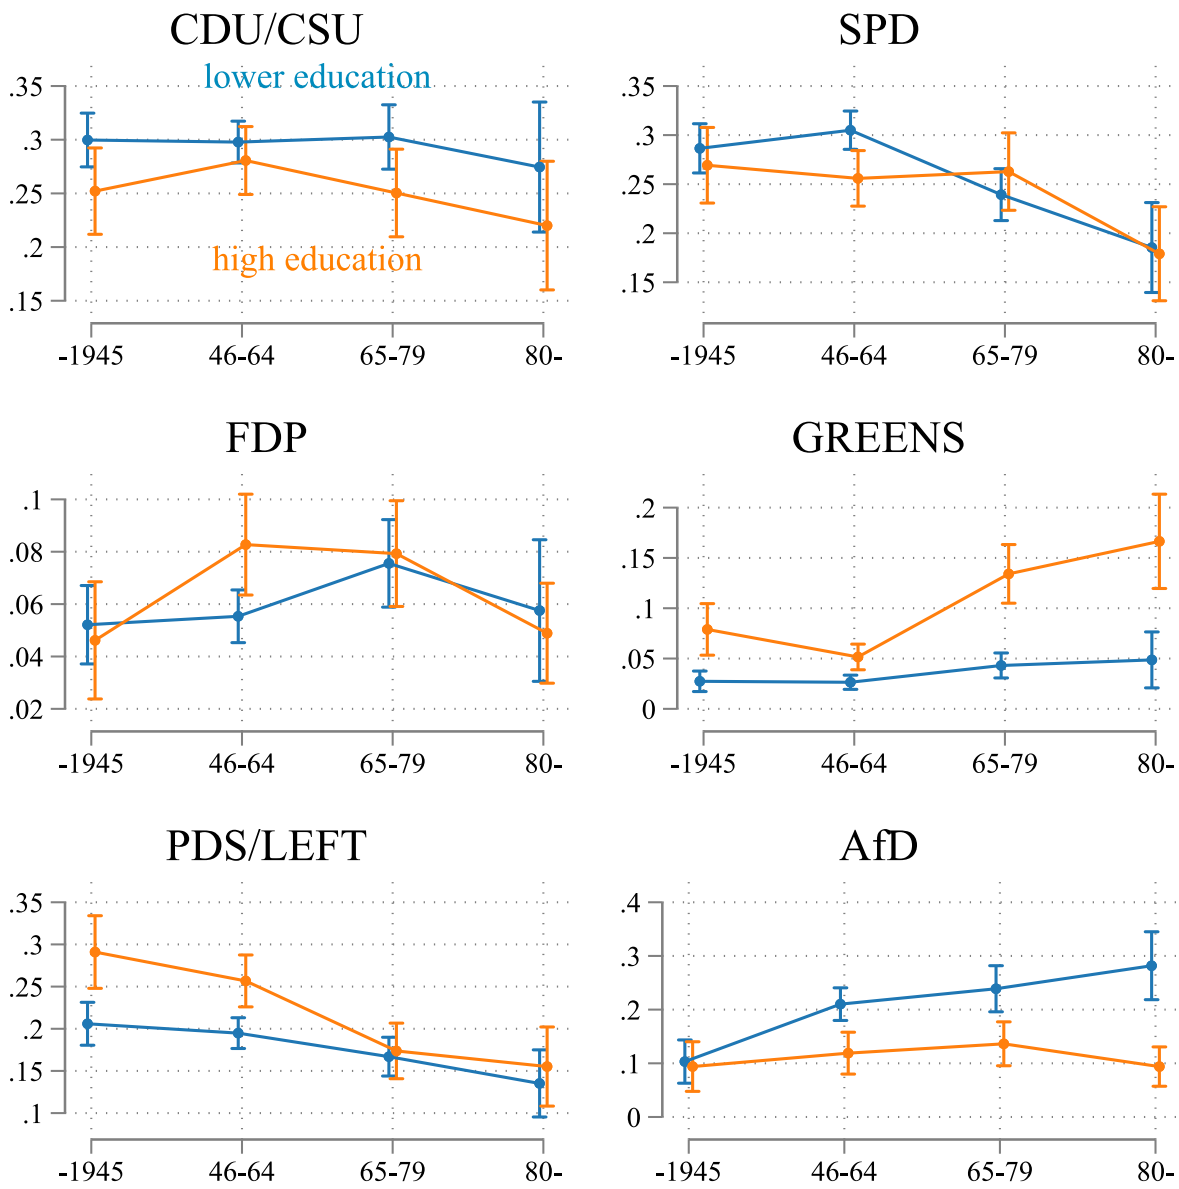 CDU/CSU
lower education
.35
.3
.25
.2
.15
high education
-1945 46-64 65-79 80-
SPD
.35
.3
.25
.2
.15
-1945 46-64 65-79 80-
FDP
.1
.08
.06
.04
.02
-1945 46-64 65-79 80-
GREENS
.2
.15
.1
.05
0
-1945 46-64 65-79 80-
PDS/LEFT
.35
.3
.25
.2
.15
.1
-1945 46-64 65-79 80-
AfD
.4
.3
.2
.1
0
-1945 46-64 65-79 80-